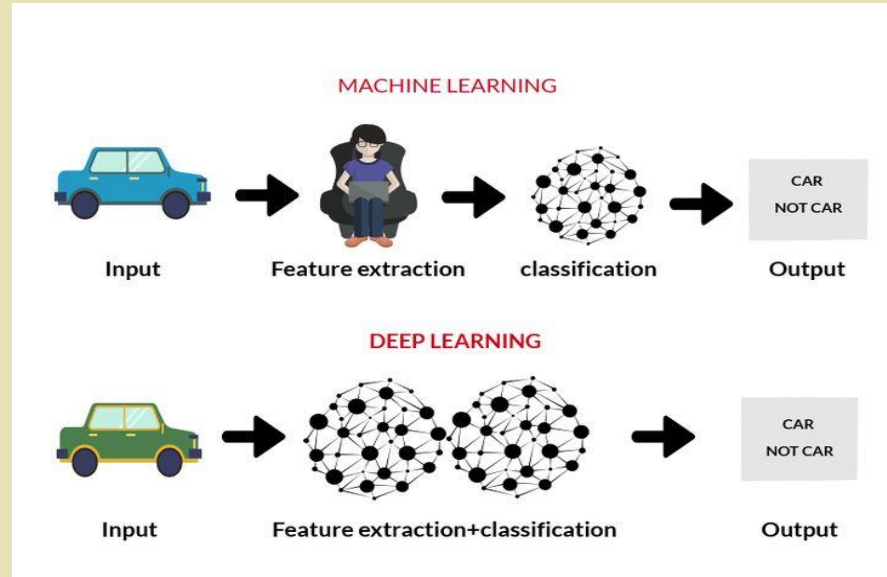 MACHINE LEARNING
CAR
NOT CAR
Input
Feature extraction
classification
Output
DEEP LEARNING
CAR
NOT CAR
Input
Feature extraction+classification
Output